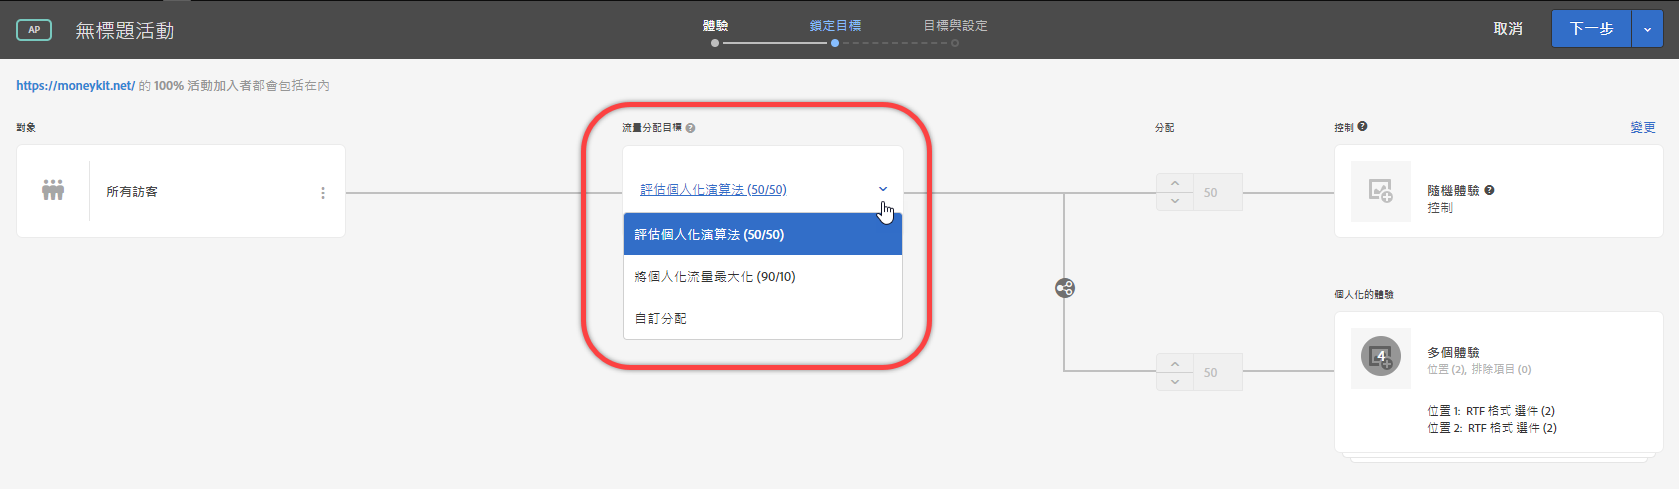 AP 無標題活動 體驗 鎖定目標 目標與設定 取消 下一步
https://moneykit.net/ 的 100% 活動加入者都會包括在內
對象 流量分配目標 ? 分配 控制 ? 變更
所有訪客
評估個人化演算法 (50/50)
評估個人化演算法 (50/50)
將個人化流量最大化 (90/10)
自訂分配
50
隨機體驗 ?
控制
個人化的體驗
50
4
多個體驗
位置 (2), 排除項目 (0)
位置 1: RTF 格式 選件 (2)
位置 2: RTF 格式 選件 (2)